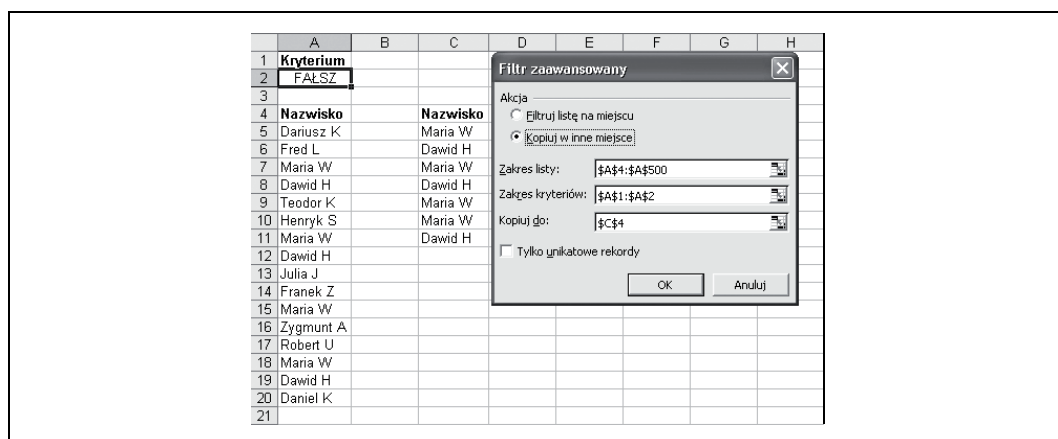 A B C D E F G H
1 Kryterium
2 FAŁSZ
3
4 Nazwisko Nazwisko
5 Dariusz K Maria W
6 Fred L Dawid H
7 Maria W Maria W
8 Dawid H Dawid H
9 Teodor K Maria W
10 Henryk S Maria W
11 Maria W Dawid H
12 Dawid H
13 Julia J
14 Franek Z
15 Maria W
16 Zygmunt A
17 Robert U
18 Maria W
19 Dawid H
20 Daniel K
21
Filtr zaawansowany
Akcja
Filtruj listę na miejscu
Kopiuj w inne miejsce
Zakres listy: $A$4:$A$500
Zakres kryteriów: $A$1:$A$2
Kopiuj do: $C$4
Tylko unikatowe rekordy
OK Anuluj